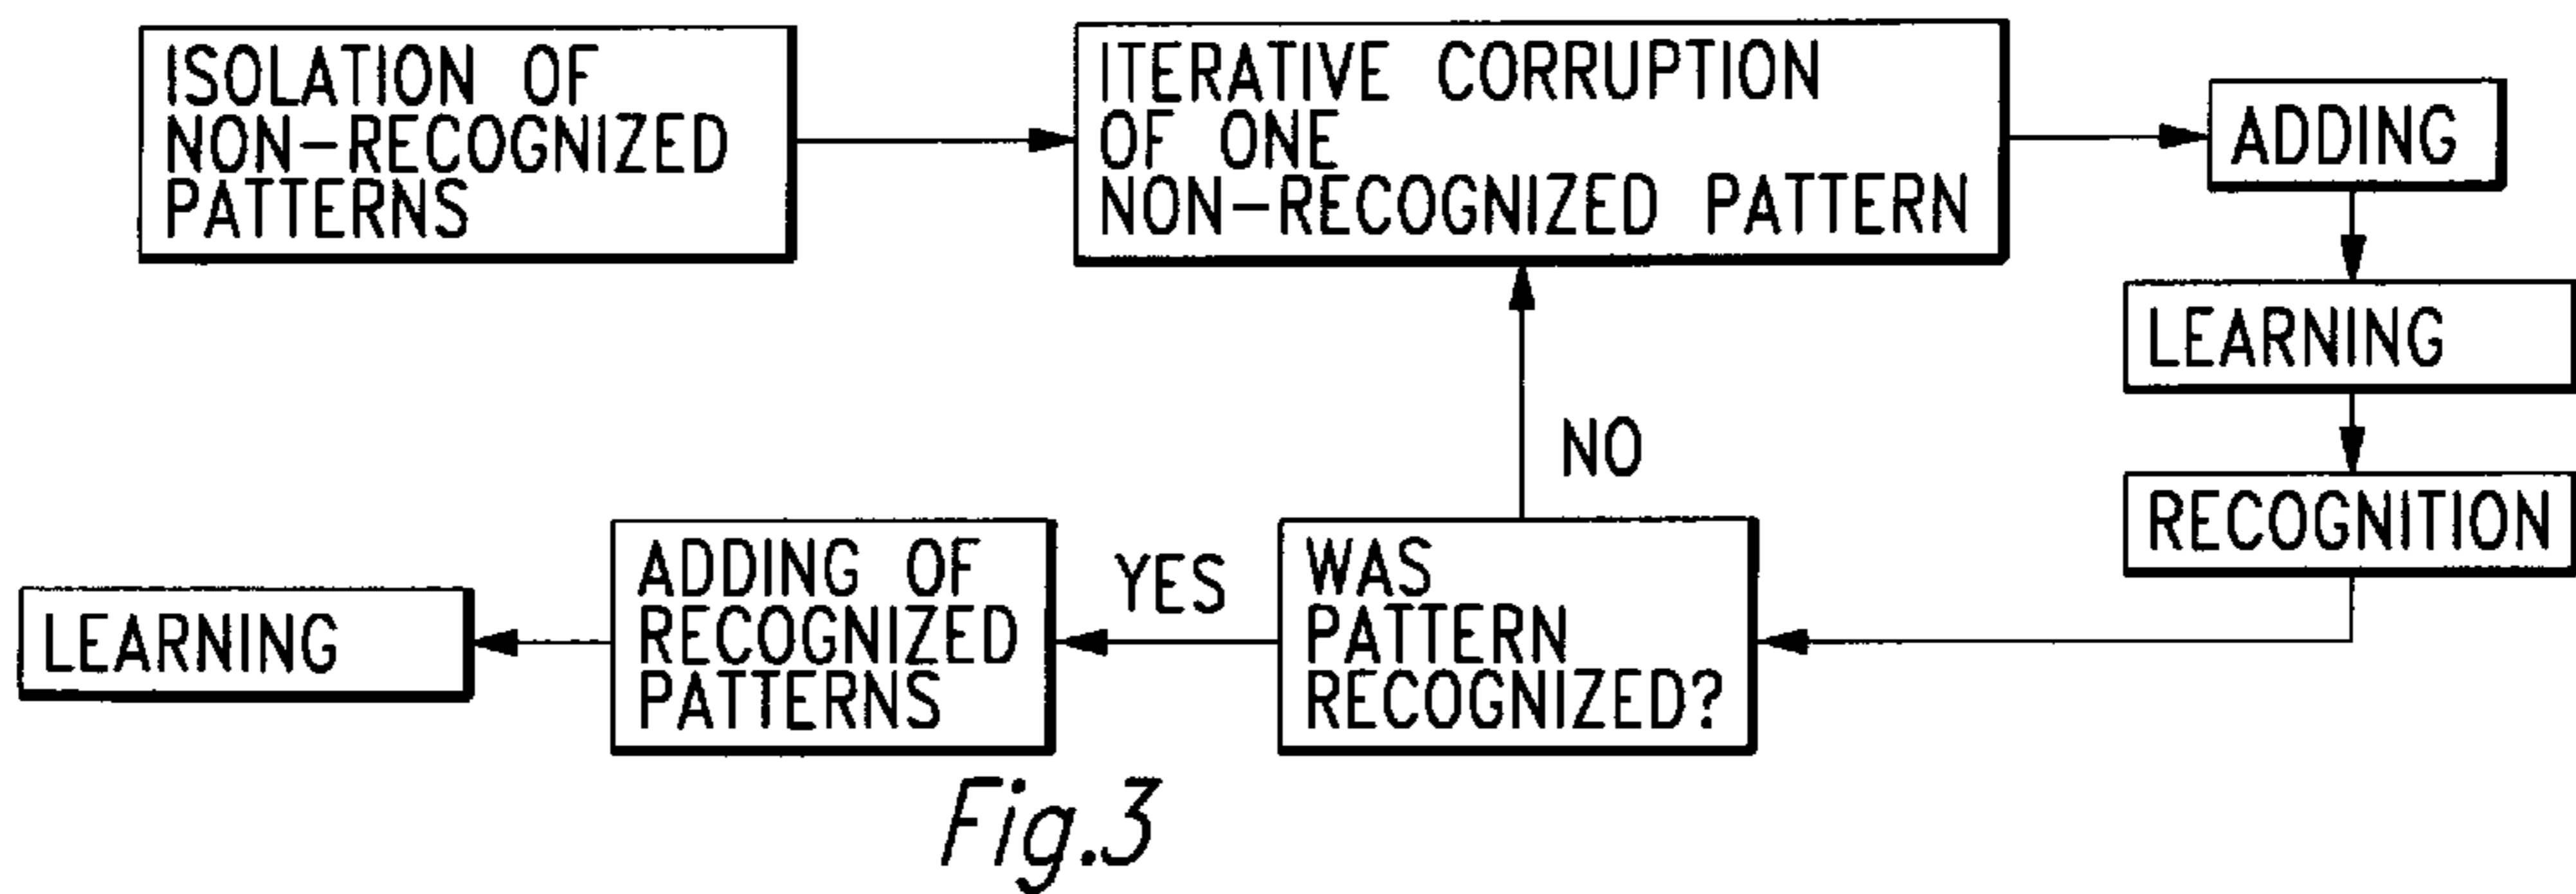 ISOLATION OF
NON-RECOGNIZED
PATTERNS
ITERATIVE CORRUPTION
OF ONE
NON-RECOGNIZED PATTERN
ADDING
LEARNING
RECOGNITION
NO
WAS
PATTERN
RECOGNIZED?
YES
ADDING OF
RECOGNIZED
PATTERNS
LEARNING
Fig.3